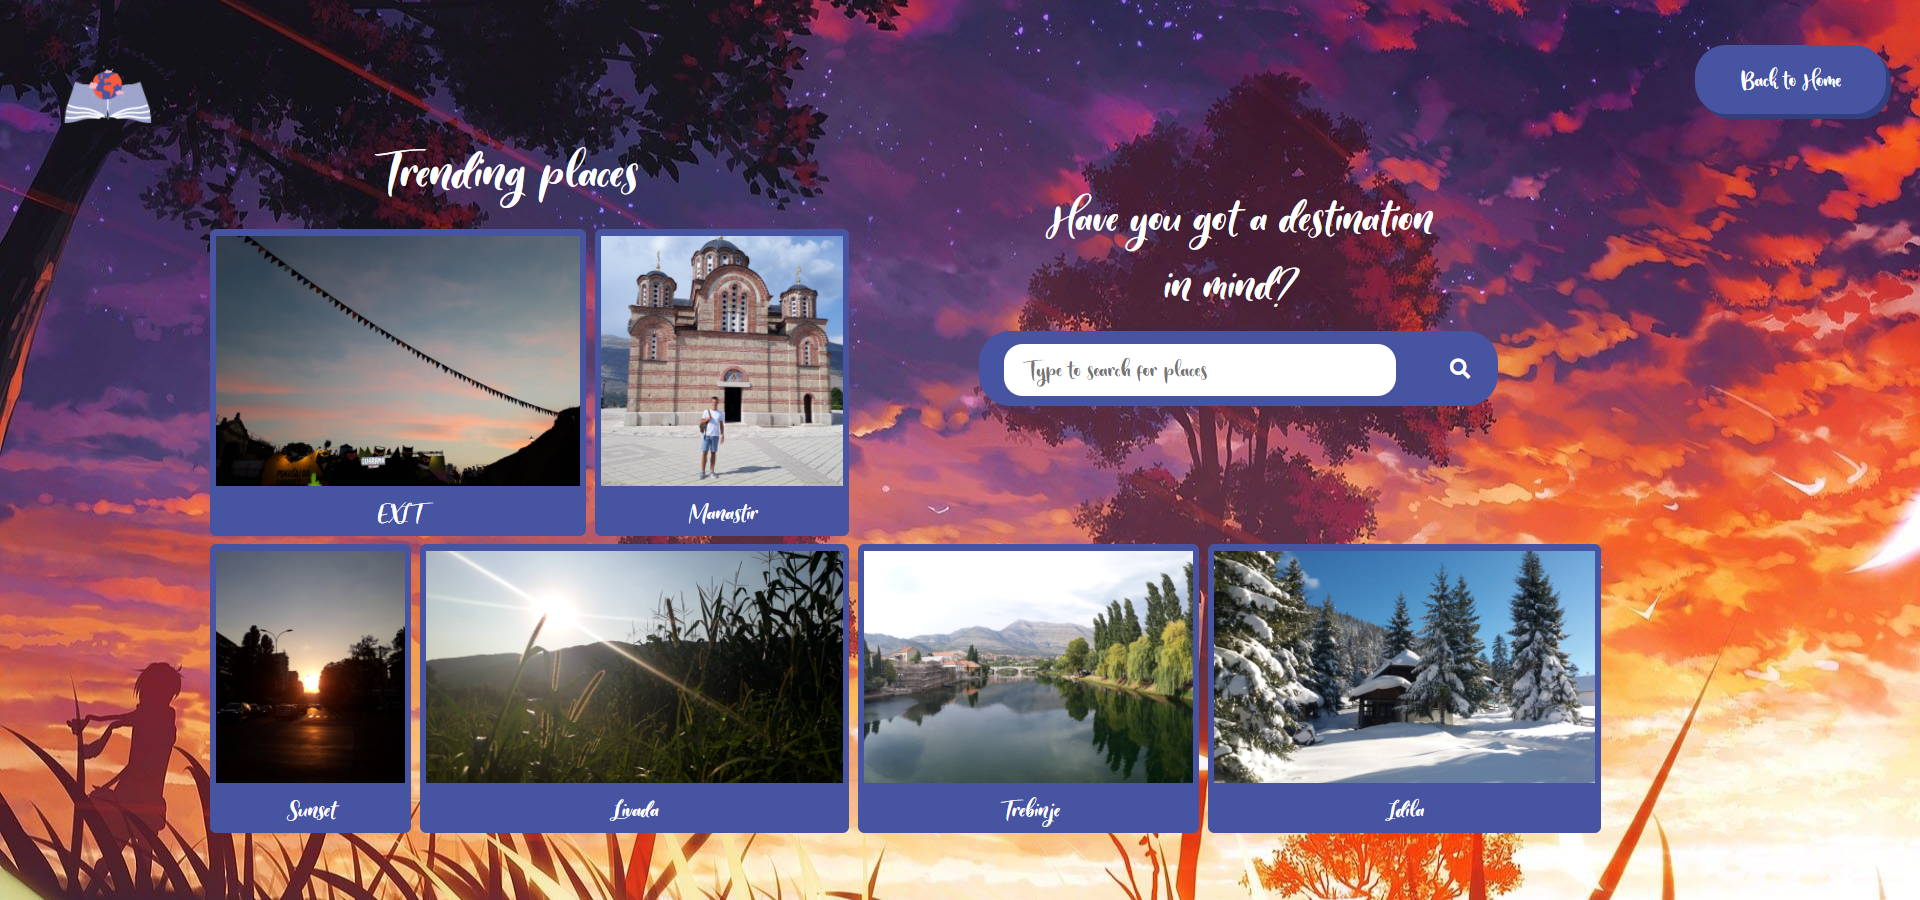 Back to Home
Trending places
Have you got a destination
in mind?
Type to search for places
EXIT
Manastir
Sunset
Livada
Trebinje
Idila